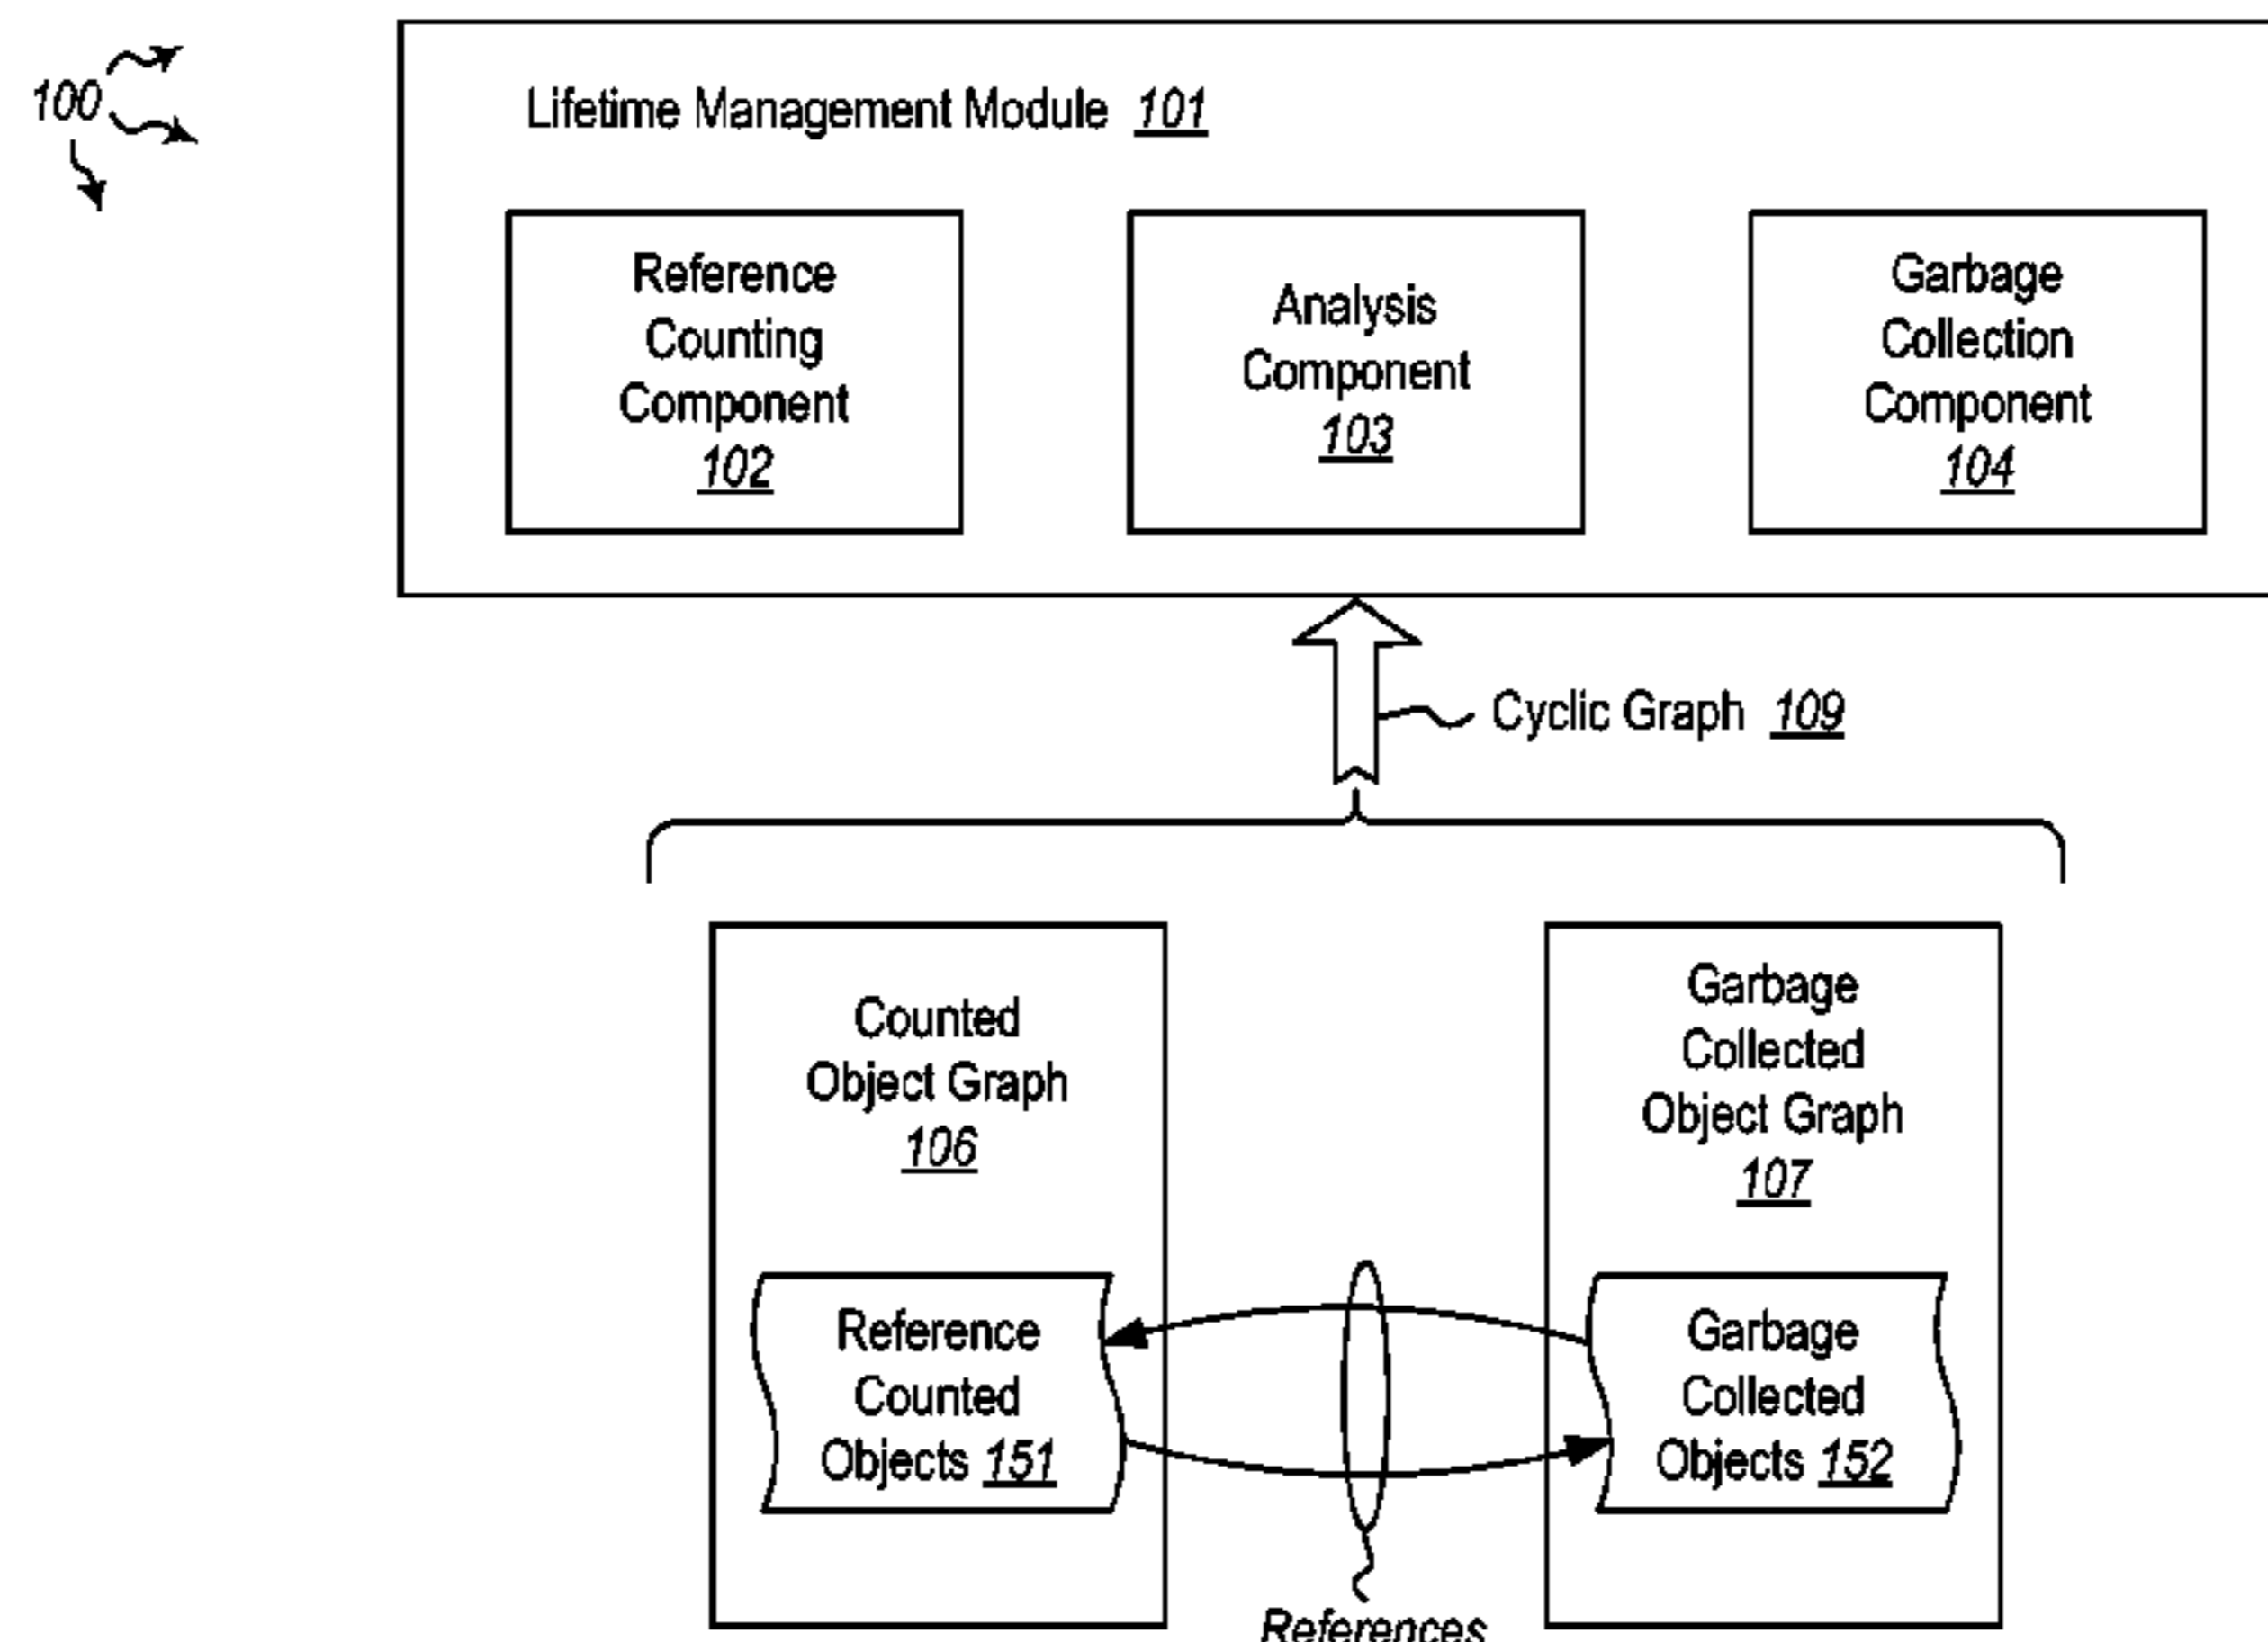 100
Lifetime Management Module 101
Reference
Counting
Component
102
Analysis
Component
103
Garbage
Collection
Component
104
Cyclic Graph 109
Counted
Object Graph
106
Reference
Counted
Objects 151
Garbage
Collected
Object Graph
107
Garbage
Collected
Objects 152
References